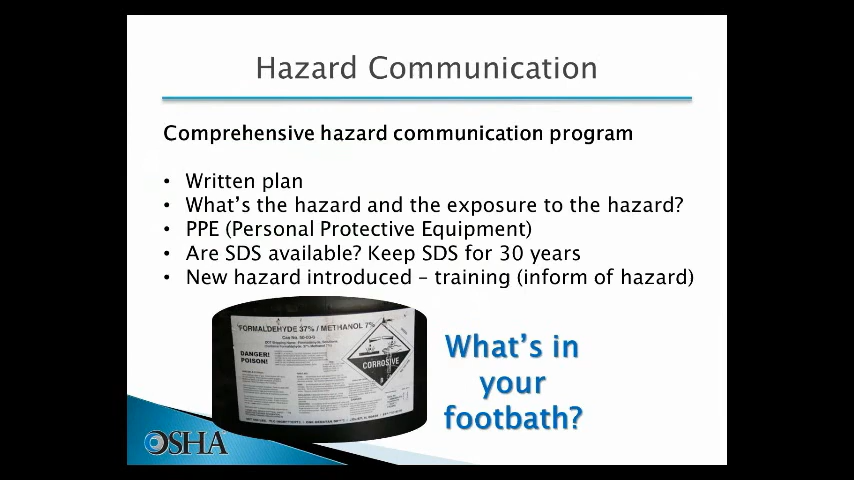 Hazard Communication
Comprehensive hazard communication program
• Written plan
• What's the hazard and the exposure to the hazard?
• PPE (Personal Protective Equipment)
• Are SDS available? Keep SDS for 30 years
• New hazard introduced – training (inform of hazard)
FORMALDEHYDE 37% / METHANOL 7%
DANGER!
POISON!
CORROSIVE
What's in
your
footbath?
OSHA